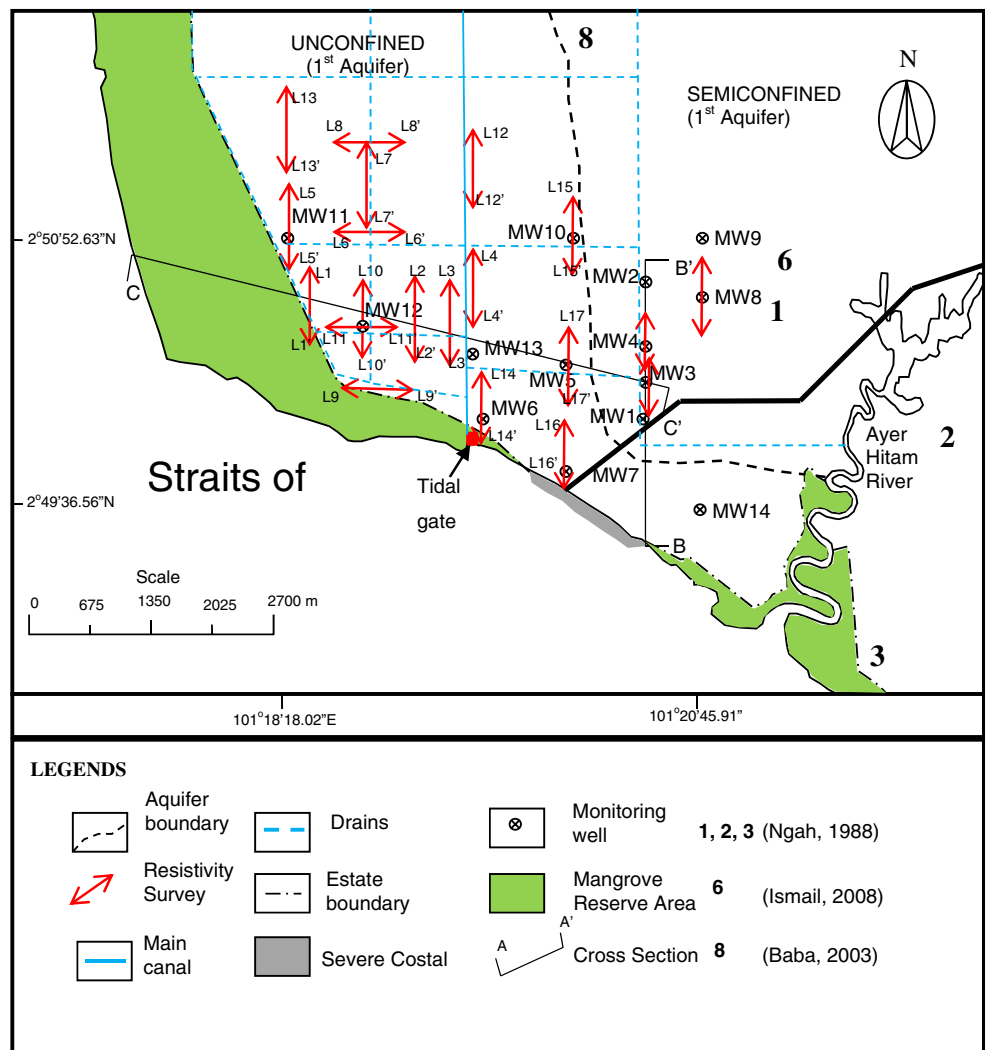 UNCONFINED
(1st Aquifer)
8
N
SEMICONFINED
(1st Aquifer)
L13
L8
L8'
L12
L7
L13'
L5
L15
L12'
MW11
L7'
2°50'52.63"N
L6
L6'
MW10
MW9
L5'
L4
L15'
MW2
B'
6
C
L1
L10
L2
L3
MW8
1
MW12
L4'
L17
L1'
L11
L11'
MW4
L10'
L2'
L3
MW13
L14
MW5
MW3
L9
L9'
L17'
MW6
L16
MW1
C'
L14'
Ayer
Hitam
River
2
Straits of
L16'
MW7
Tidal
gate
2°49'36.56"N
MW14
B
Scale
0 675 1350 2025 2700 m
3
101°18'18.02"E
101°20'45.91"
LEGENDS
Aquifer
boundary
Drains
Monitoring
well
1, 2, 3 (Ngah, 1988)
Resistivity
Survey
Estate
boundary
Mangrove
Reserve Area
6 (Ismail, 2008)
Main
canal
Severe Costal
A A'
Cross Section
8 (Baba, 2003)